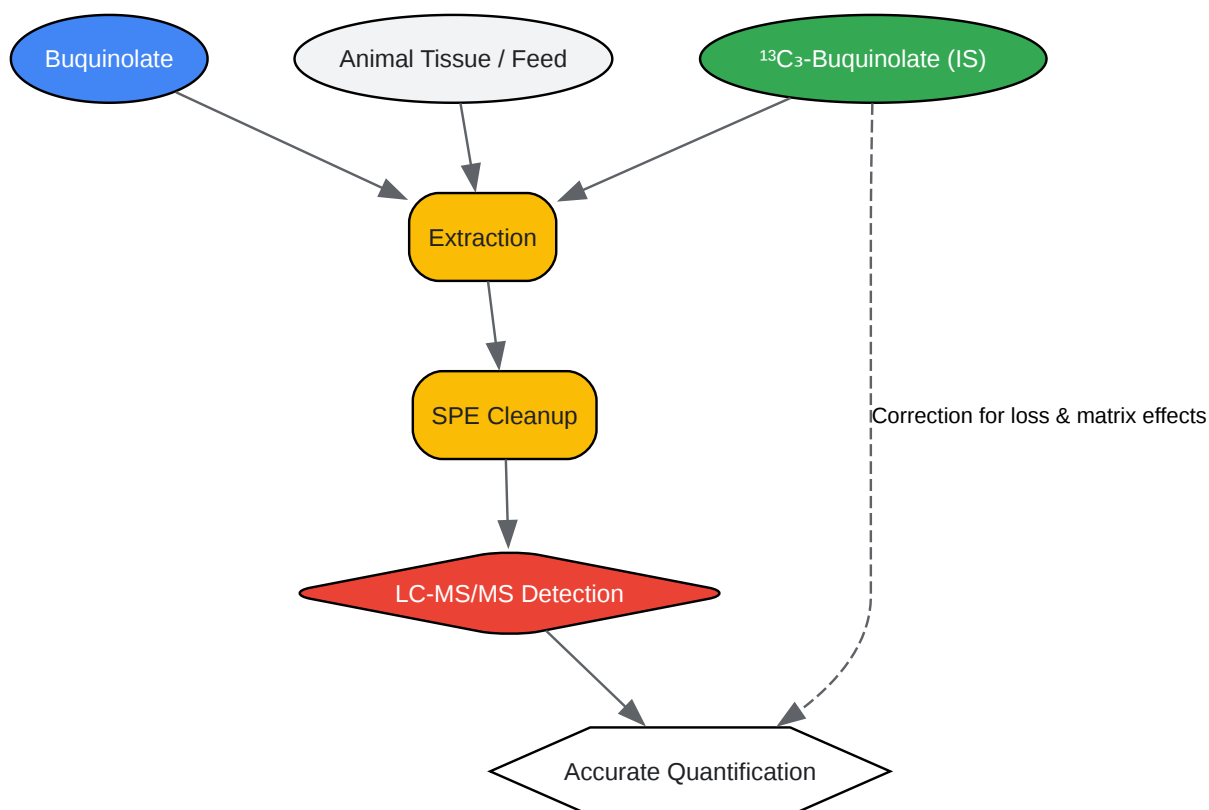 Buquinolate
Animal Tissue / Feed
¹³C₃-Buquinolate (IS)
Extraction
SPE Cleanup
Correction for loss & matrix effects
LC-MS/MS Detection
Accurate Quantification